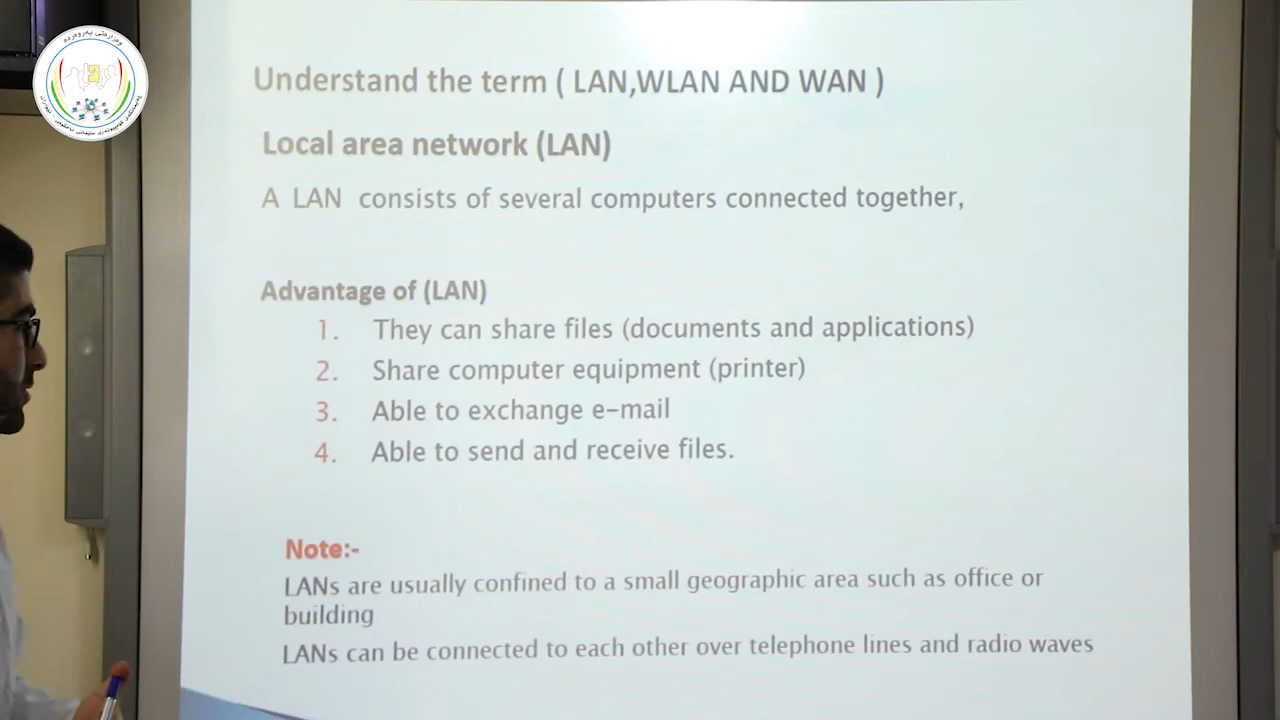 وەزارەتی پەروەردە
Understand the term ( LAN,WLAN AND WAN )
Local area network (LAN)
A LAN consists of several computers connected together,
Advantage of (LAN)
1. They can share files (documents and applications)
2. Share computer equipment (printer)
3. Able to exchange e-mail
4. Able to send and receive files.
Note:-
LANs are usually confined to a small geographic area such as office or
building
LANs can be connected to each other over telephone lines and radio waves